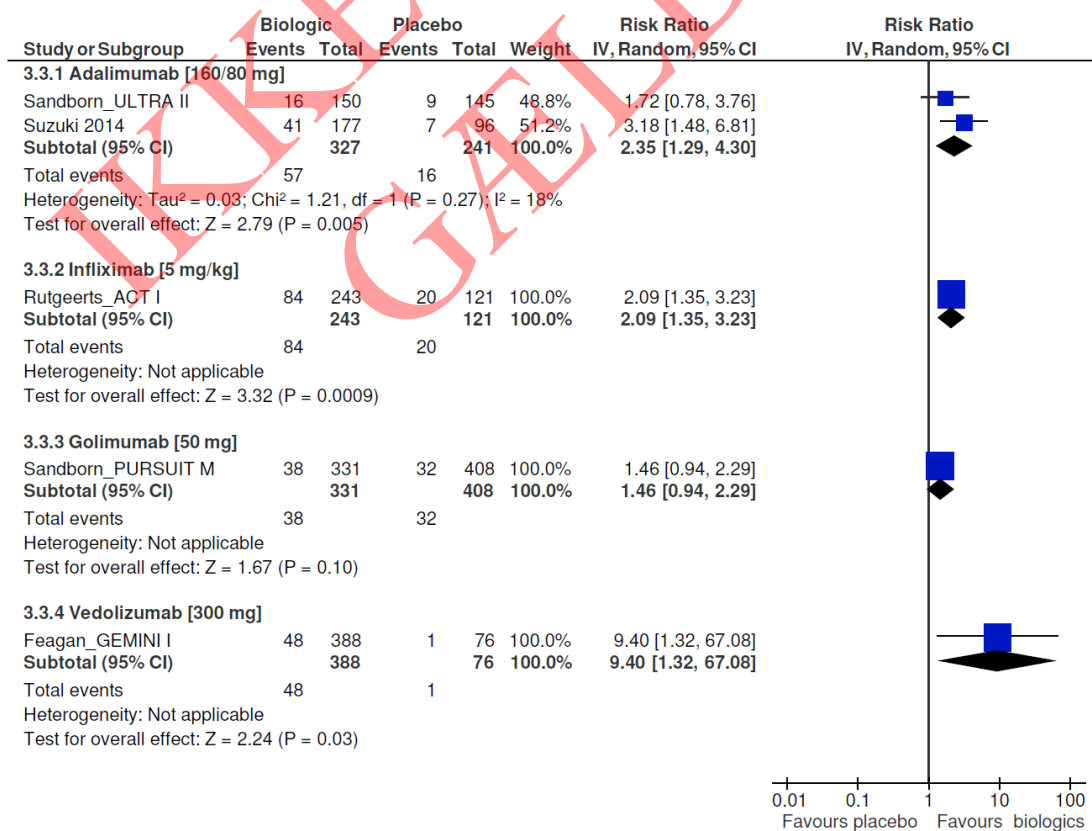 Biologic Placebo Risk Ratio Risk Ratio
Study or Subgroup Events Total Events Total Weight IV, Random, 95% CI IV, Random, 95% CI
3.3.1 Adalimumab [160/80 mg]
Sandborn_ULTRA II 16 150 9 145 48.8% 1.72 [0.78, 3.76]
Suzuki 2014 41 177 7 96 51.2% 3.18 [1.48, 6.81]
Subtotal (95% CI) 327 241 100.0% 2.35 [1.29, 4.30]
Total events 57 16
Heterogeneity: Tau² = 0.03; Chi² = 1.21, df = 1 (P = 0.27); I² = 18%
Test for overall effect: Z = 2.79 (P = 0.005)
3.3.2 Infliximab [5 mg/kg]
Rutgeerts_ACT I 84 243 20 121 100.0% 2.09 [1.35, 3.23]
Subtotal (95% CI) 243 121 100.0% 2.09 [1.35, 3.23]
Total events 84 20
Heterogeneity: Not applicable
Test for overall effect: Z = 3.32 (P = 0.0009)
3.3.3 Golimumab [50 mg]
Sandborn_PURSUIT M 38 331 32 408 100.0% 1.46 [0.94, 2.29]
Subtotal (95% CI) 331 408 100.0% 1.46 [0.94, 2.29]
Total events 38 32
Heterogeneity: Not applicable
Test for overall effect: Z = 1.67 (P = 0.10)
3.3.4 Vedolizumab [300 mg]
Feagan_GEMINI I 48 388 1 76 100.0% 9.40 [1.32, 67.08]
Subtotal (95% CI) 388 76 100.0% 9.40 [1.32, 67.08]
Total events 48 1
Heterogeneity: Not applicable
Test for overall effect: Z = 2.24 (P = 0.03)
0.01 0.1 1 10 100
Favours placebo Favours biologics